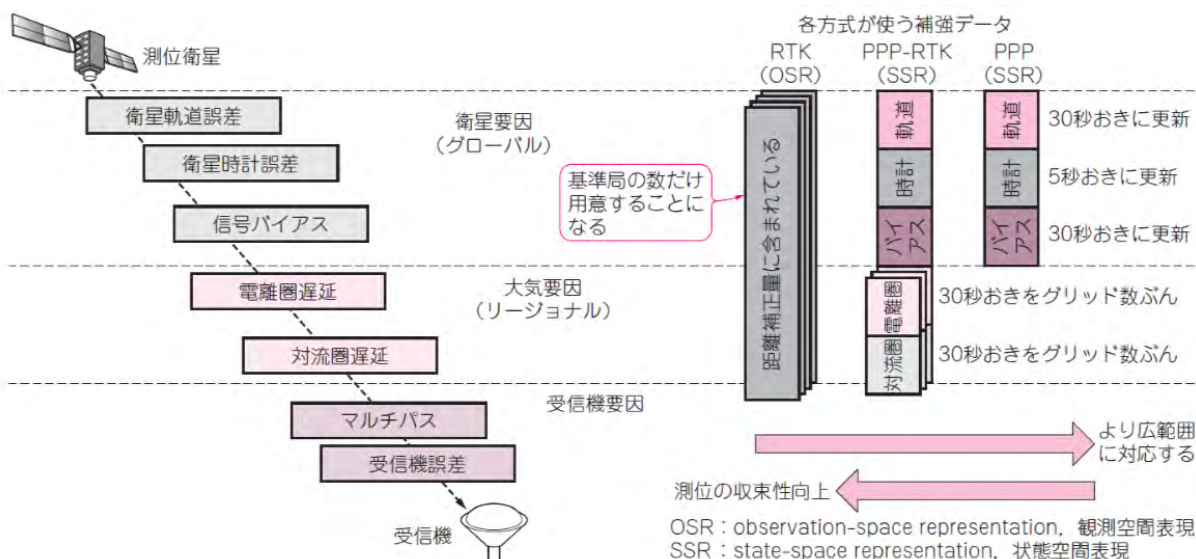 各方式が使う補強データ
RTK
(OSR)
PPP-RTK
(SSR)
PPP
(SSR)
測位衛星
衛星軌道誤差
衛星時計誤差
信号バイアス
電離圏遅延
対流圏遅延
マルチパス
受信機誤差
受信機
衛星要因
(グローバル)
大気要因
(リージョナル)
受信機要因
基準局の数だけ
用意することに
なる
距離補正量に含まれている
軌道
時計
バイ
アス
電離圏
対流圏
軌道
時計
バイ
アス
30秒おきに更新
5秒おきに更新
30秒おきに更新
30秒おきをグリッド数ぶん
30秒おきをグリッド数ぶん
より広範囲
に対応する
測位の収束性向上
OSR：observation-space representation，観測空間表現
SSR：state-space representation，状態空間表現